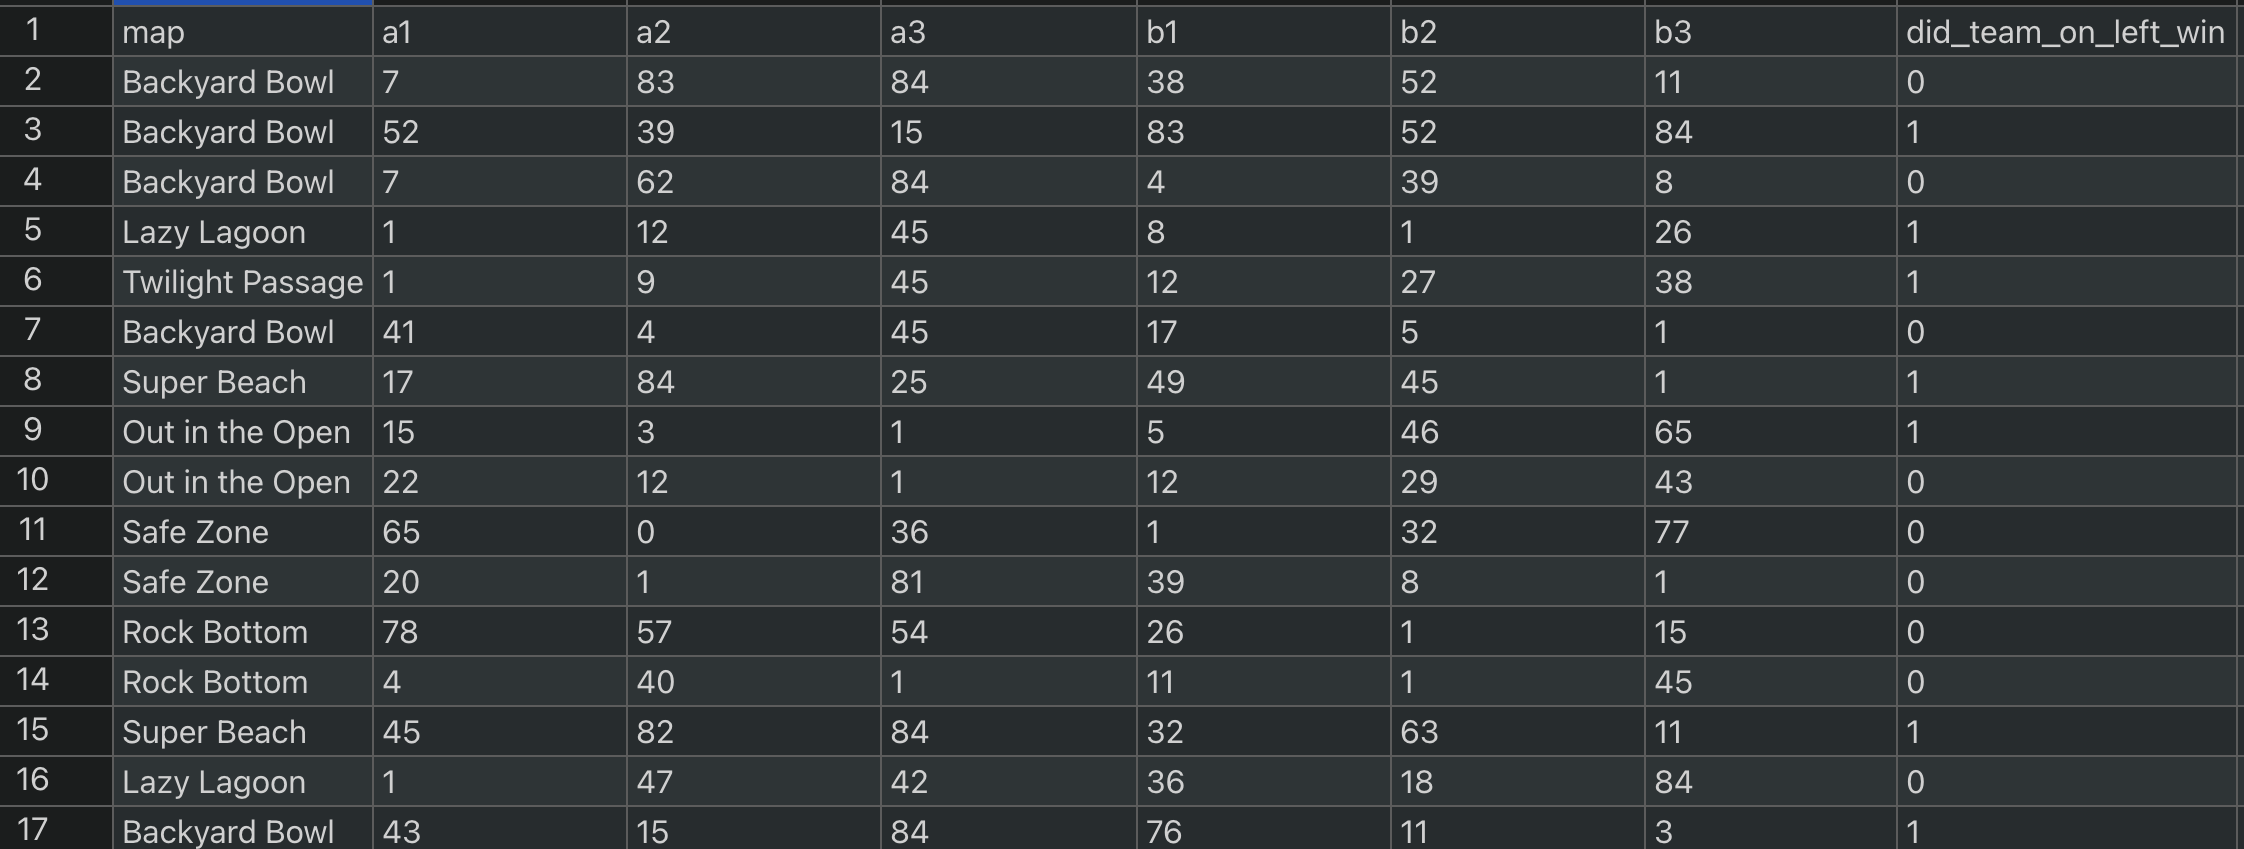 1 map a1 a2 a3 b1 b2 b3 did_team_on_left_win
2 Backyard Bowl 7 83 84 38 52 11 0
3 Backyard Bowl 52 39 15 83 52 84 1
4 Backyard Bowl 7 62 84 4 39 8 0
5 Lazy Lagoon 1 12 45 8 1 26 1
6 Twilight Passage 1 9 45 12 27 38 1
7 Backyard Bowl 41 4 45 17 5 1 0
8 Super Beach 17 84 25 49 45 1 1
9 Out in the Open 15 3 1 5 46 65 1
10 Out in the Open 22 12 1 12 29 43 0
11 Safe Zone 65 0 36 1 32 77 0
12 Safe Zone 20 1 81 39 8 1 0
13 Rock Bottom 78 57 54 26 1 15 0
14 Rock Bottom 4 40 1 11 1 45 0
15 Super Beach 45 82 84 32 63 11 1
16 Lazy Lagoon 1 47 42 36 18 84 0
17 Backyard Bowl 43 15 84 76 11 3 1